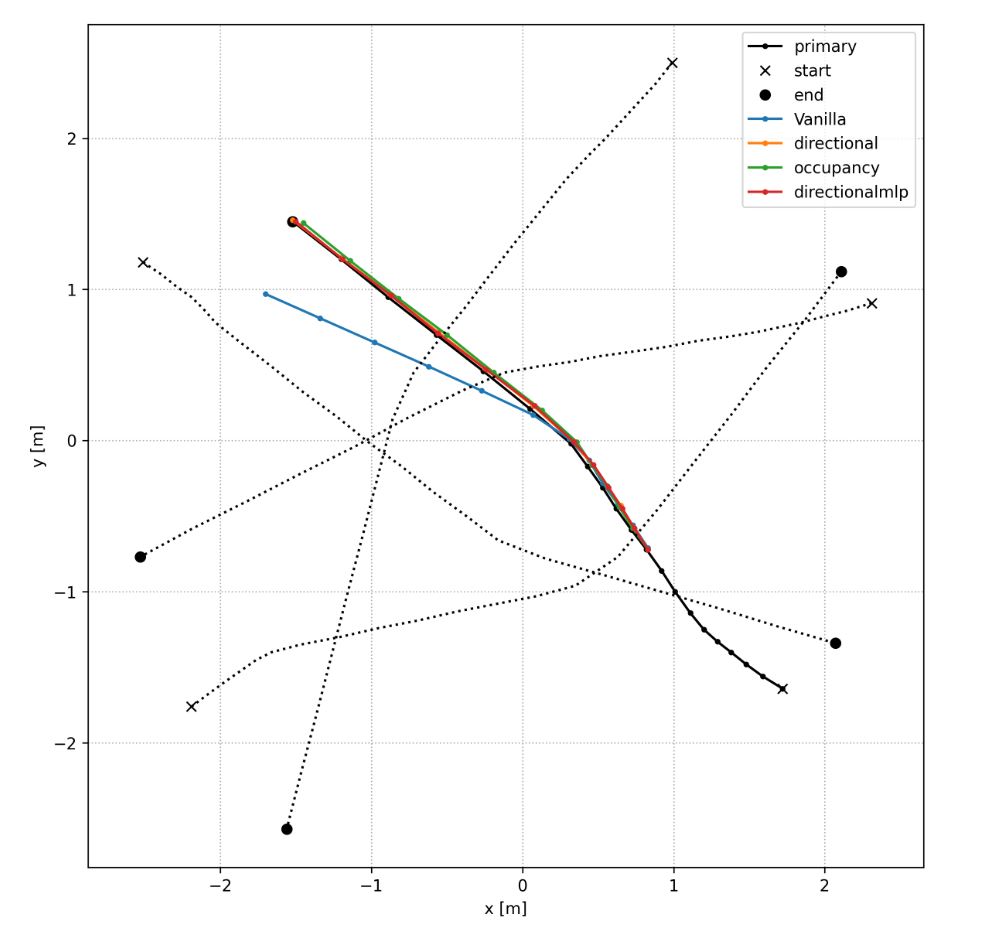 primary
start
end
Vanilla
directional
occupancy
directionalmlp
2
1
0
−1
−2
y [m]
−2 −1 0 1 2
x [m]